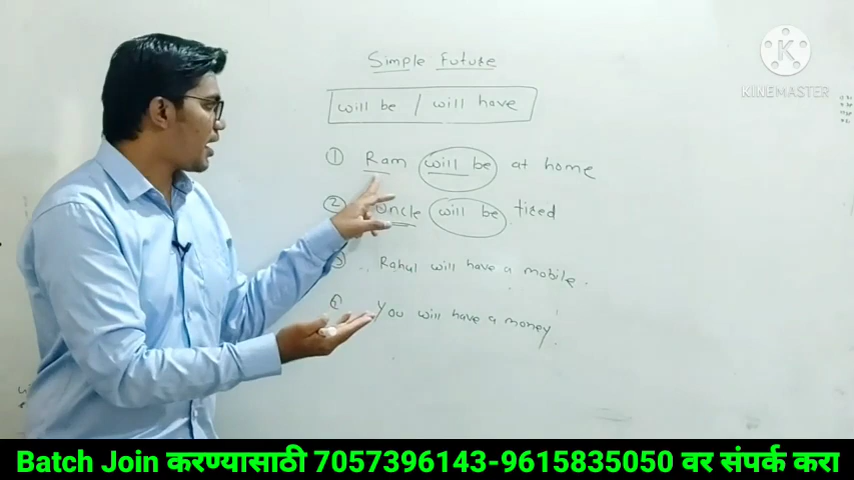 Simple Future
will be / will have
① Ram will be at home
② Uncle will be tired
③ Rahul will have a mobile.
You will have a money.
K
KINEMASTER
Batch Join करण्यासाठी 7057396143-9615835050 वर संपर्क करा